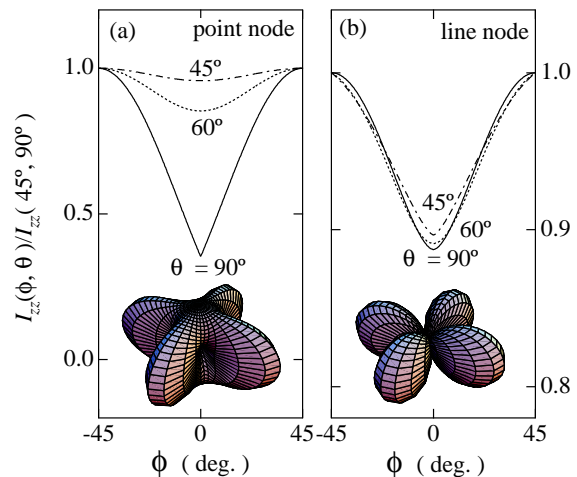 (a) point node
(b) line node
1.0
0.5
0.0
1.0
0.9
0.8
I_zz(ϕ, θ)/I_zz(45º, 90º)
45º
60º
θ = 90º
45º
60º
θ = 90º
-45 0 45
-45 0 45
ϕ ( deg. )
ϕ ( deg. )